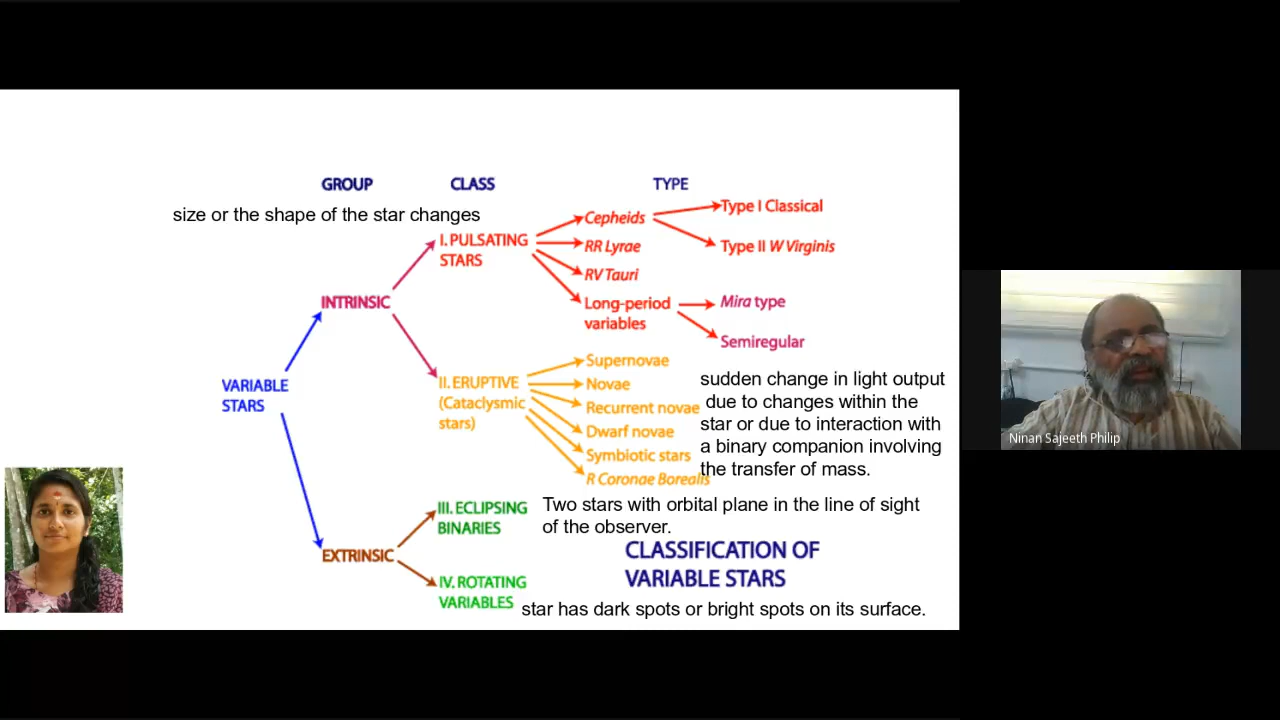 GROUP CLASS TYPE
size or the shape of the star changes
Type I Classical
Cepheids
I. PULSATING
STARS
RR Lyrae
Type II W Virginis
RV Tauri
INTRINSIC
Long-period
variables
Mira type
Semiregular
VARIABLE
STARS
II. ERUPTIVE
(Cataclysmic
stars)
Supernovae
Novae
Recurrent novae
Dwarf novae
Symbiotic stars
R Coronae Borealis
sudden change in light output
due to changes within the
star or due to interaction with
a binary companion involving
the transfer of mass.
III. ECLIPSING
BINARIES
Two stars with orbital plane in the line of sight
of the observer.
EXTRINSIC
CLASSIFICATION OF
VARIABLE STARS
IV. ROTATING
VARIABLES
star has dark spots or bright spots on its surface.
Ninan Sajeeth Philip